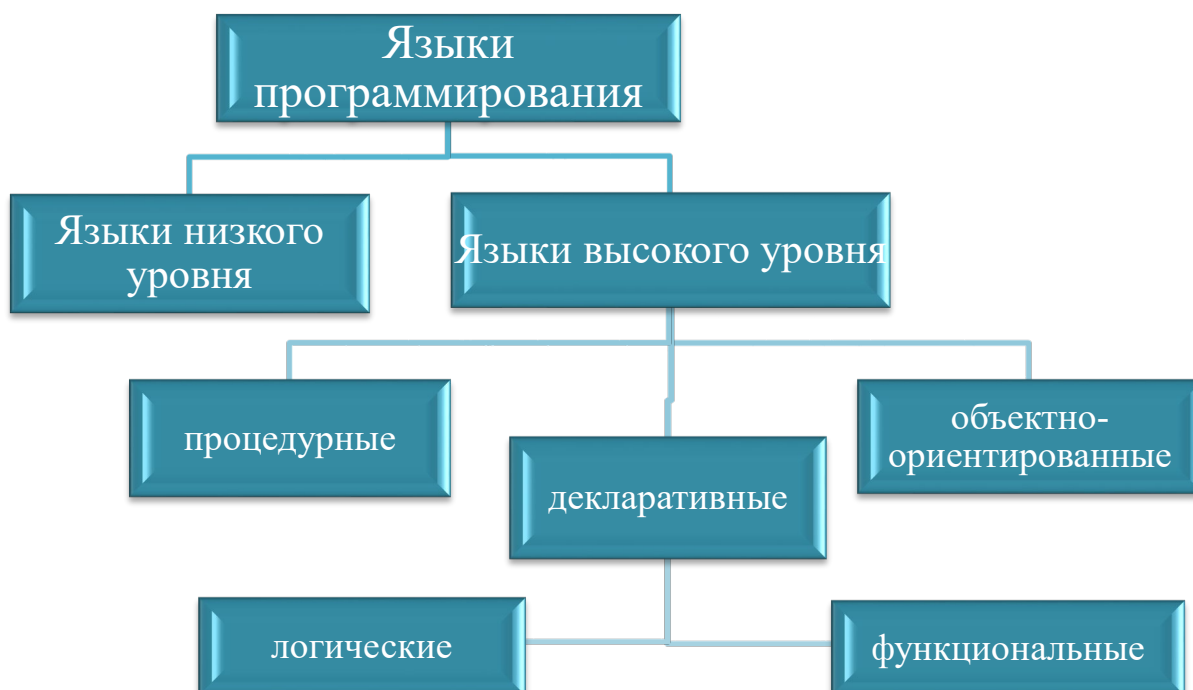 Языки
программирования
Языки низкого
уровня
Языки высокого уровня
процедурные
объектно-
ориентированные
декларативные
логические
функциональные